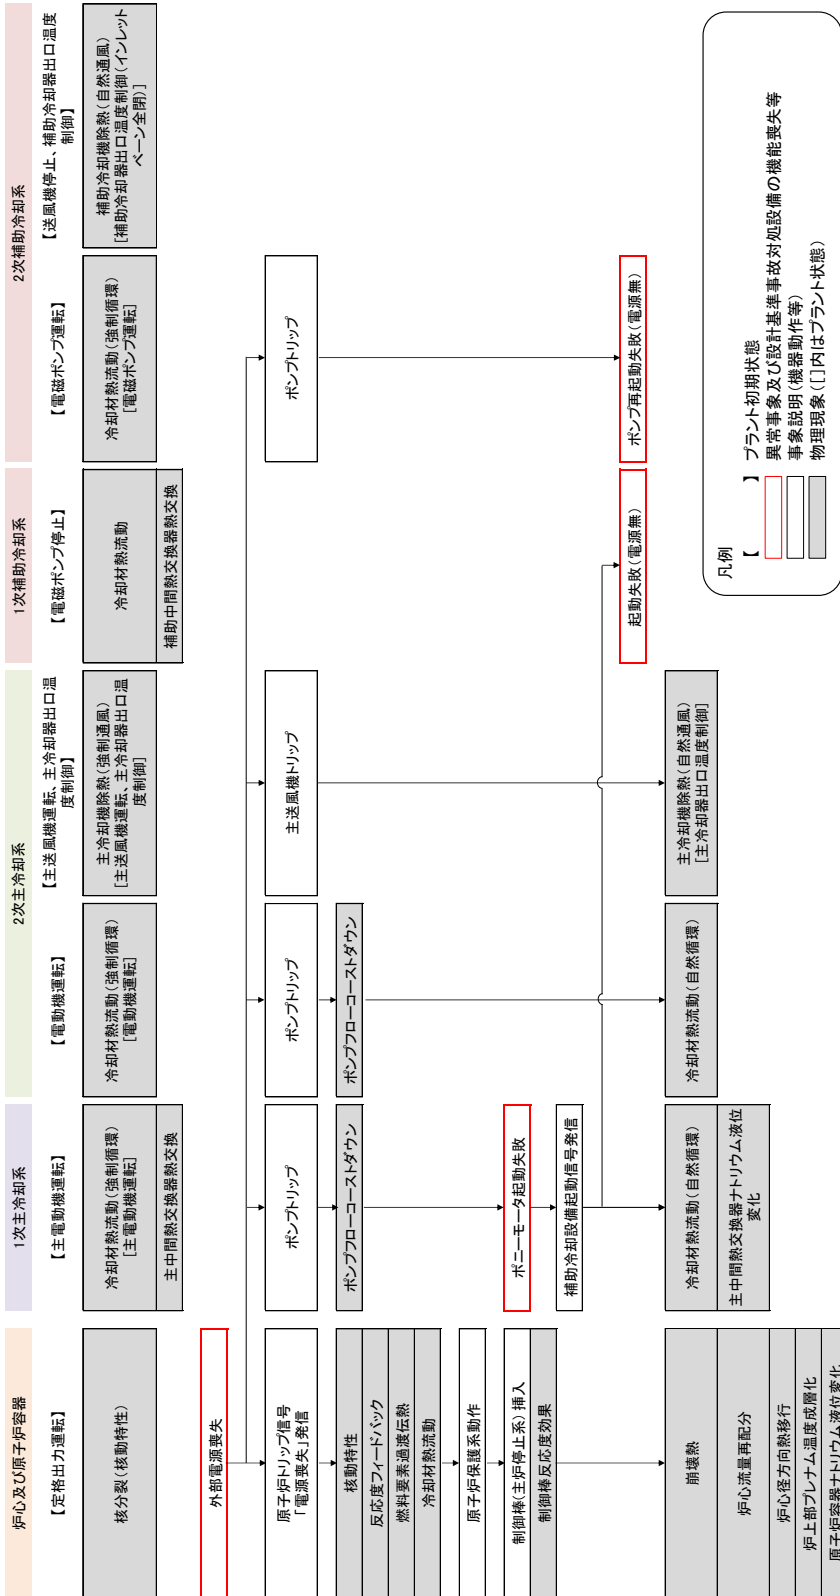 炉心及び原子炉容器
【定格出力運転】
核分裂(核動特性)
外部電源喪失
原子炉トリップ信号
「電源喪失」発信
核動特性
反応度フィードバック
燃料要素過渡伝熱
冷却材熱流動
原子炉保護系動作
制御棒(主炉停止系)挿入
制御棒反応度効果
崩壊熱
炉心流量再配分
炉心径方向熱移行
炉上部プレナム温度成層化
原子炉容器ナトリウム液位変化
1次主冷却系
【主電動機運転】
冷却材熱流動(強制循環)
[主電動機運転]
主中間熱交換器熱交換
ポンプトリップ
ポンプフローコーストダウン
ポニーモータ起動失敗
補助冷却設備起動信号発信
冷却材熱流動(自然循環)
主中間熱交換器ナトリウム液位
変化
2次主冷却系
【電動機運転】
冷却材熱流動(強制循環)
[電動機運転]
ポンプトリップ
ポンプフローコーストダウン
冷却材熱流動(自然循環)
【主送風機運転、主冷却器出口温
度制御】
主冷却機除熱(強制通風)
[主送風機運転、主冷却器出口温
度制御]
主送風機トリップ
主冷却機除熱(自然通風)
[主冷却器出口温度制御]
1次補助冷却系
【電磁ポンプ停止】
冷却材熱流動
補助中間熱交換器熱交換
起動失敗(電源無)
2次補助冷却系
【電磁ポンプ運転】
冷却材熱流動(強制循環)
[電磁ポンプ運転]
ポンプトリップ
ポンプ再起動失敗(電源無)
【送風機停止、補助冷却器出口温度
制御】
補助冷却機除熱(自然通風)
[補助冷却器出口温度制御(インレット
ベーン全閉)]
凡例
【 】 プラント初期状態
異常事象及び設計基準事故対処設備の機能喪失等
事象説明(機器動作等)
物理現象([]内はプラント状態)